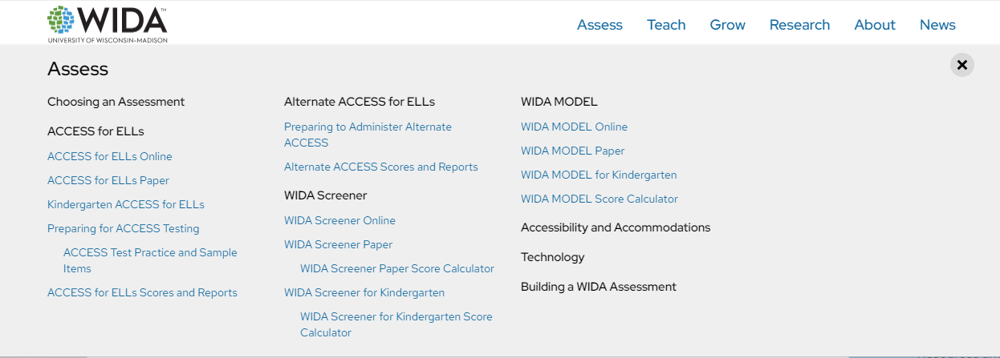 WIDA™
UNIVERSITY OF WISCONSIN–MADISON
Assess
Teach
Grow
Research
About
News
Assess
Choosing an Assessment
ACCESS for ELLs
ACCESS for ELLs Online
ACCESS for ELLs Paper
Kindergarten ACCESS for ELLs
Preparing for ACCESS Testing
ACCESS Test Practice and Sample
Items
ACCESS for ELLs Scores and Reports
Alternate ACCESS for ELLs
Preparing to Administer Alternate
ACCESS
Alternate ACCESS Scores and Reports
WIDA Screener
WIDA Screener Online
WIDA Screener Paper
WIDA Screener Paper Score Calculator
WIDA Screener for Kindergarten
WIDA Screener for Kindergarten Score
Calculator
WIDA MODEL
WIDA MODEL Online
WIDA MODEL Paper
WIDA MODEL for Kindergarten
WIDA MODEL Score Calculator
Accessibility and Accommodations
Technology
Building a WIDA Assessment